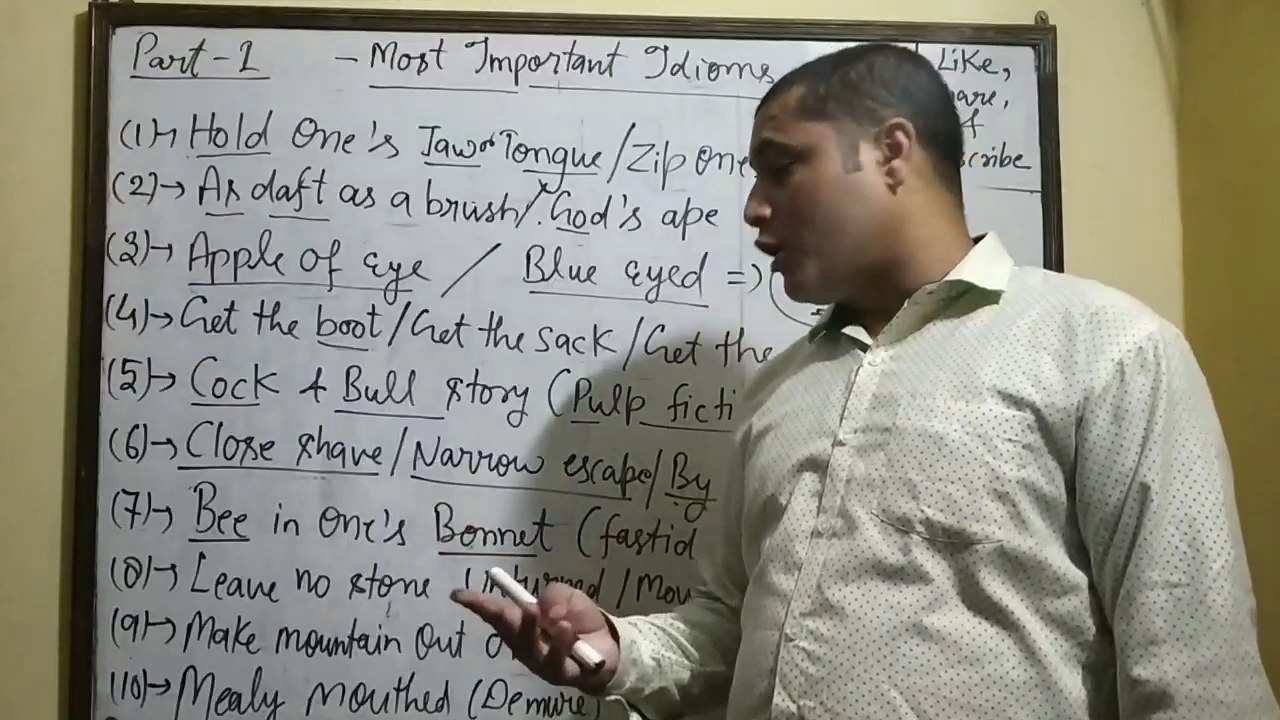 Part-1 - Most Important Idioms
Like,
(1)→ Hold One's Jaw or Tongue/Zip one
(2)→ As daft as a brush/God's ape
(3)→ Apple of eye / Blue eyed =>
(4)→ Get the boot/Get the sack/Get the
(5)→ Cock & Bull story (Pulp ficti
(6)→ Close shave/Narrow escape/By
(7)→ Bee in One's Bonnet (fastid
(8)→ Leave no stone Unturned/Mov
(9)→ Make mountain Out
(10)→ Mealy Mouthed (Demure)